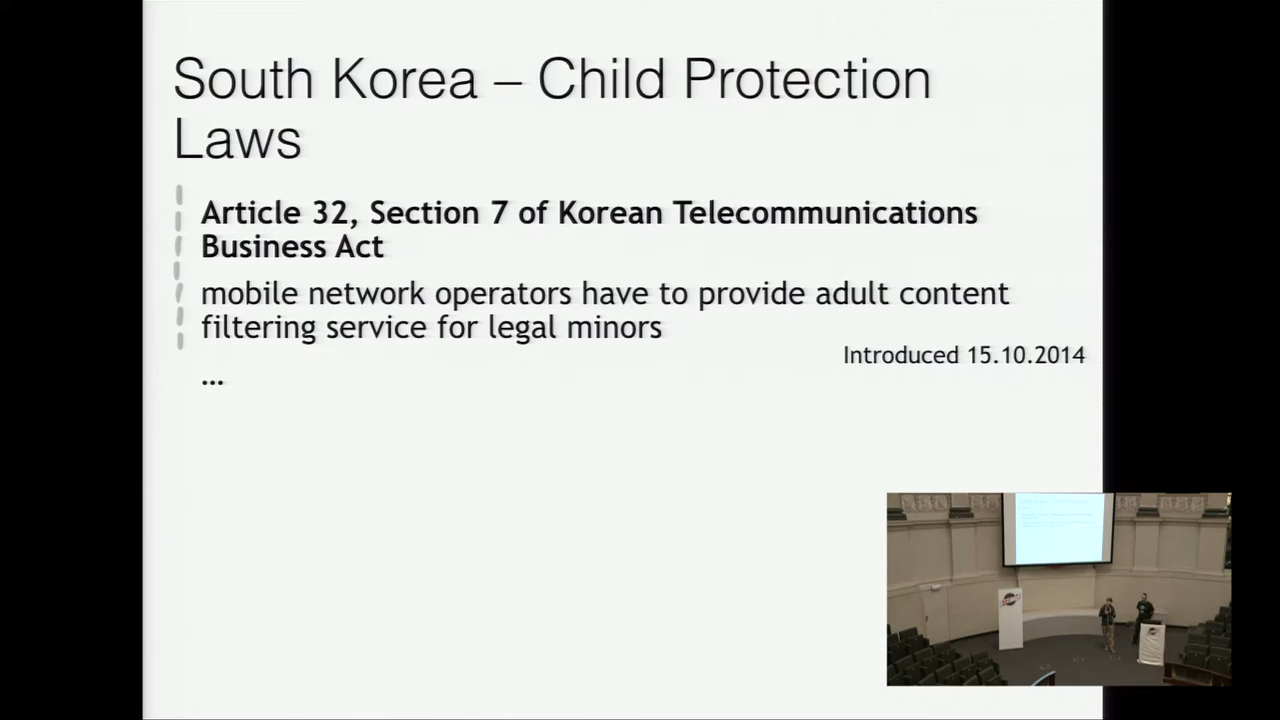 South Korea – Child Protection
Laws
Article 32, Section 7 of Korean Telecommunications
Business Act
mobile network operators have to provide adult content
filtering service for legal minors
Introduced 15.10.2014
...